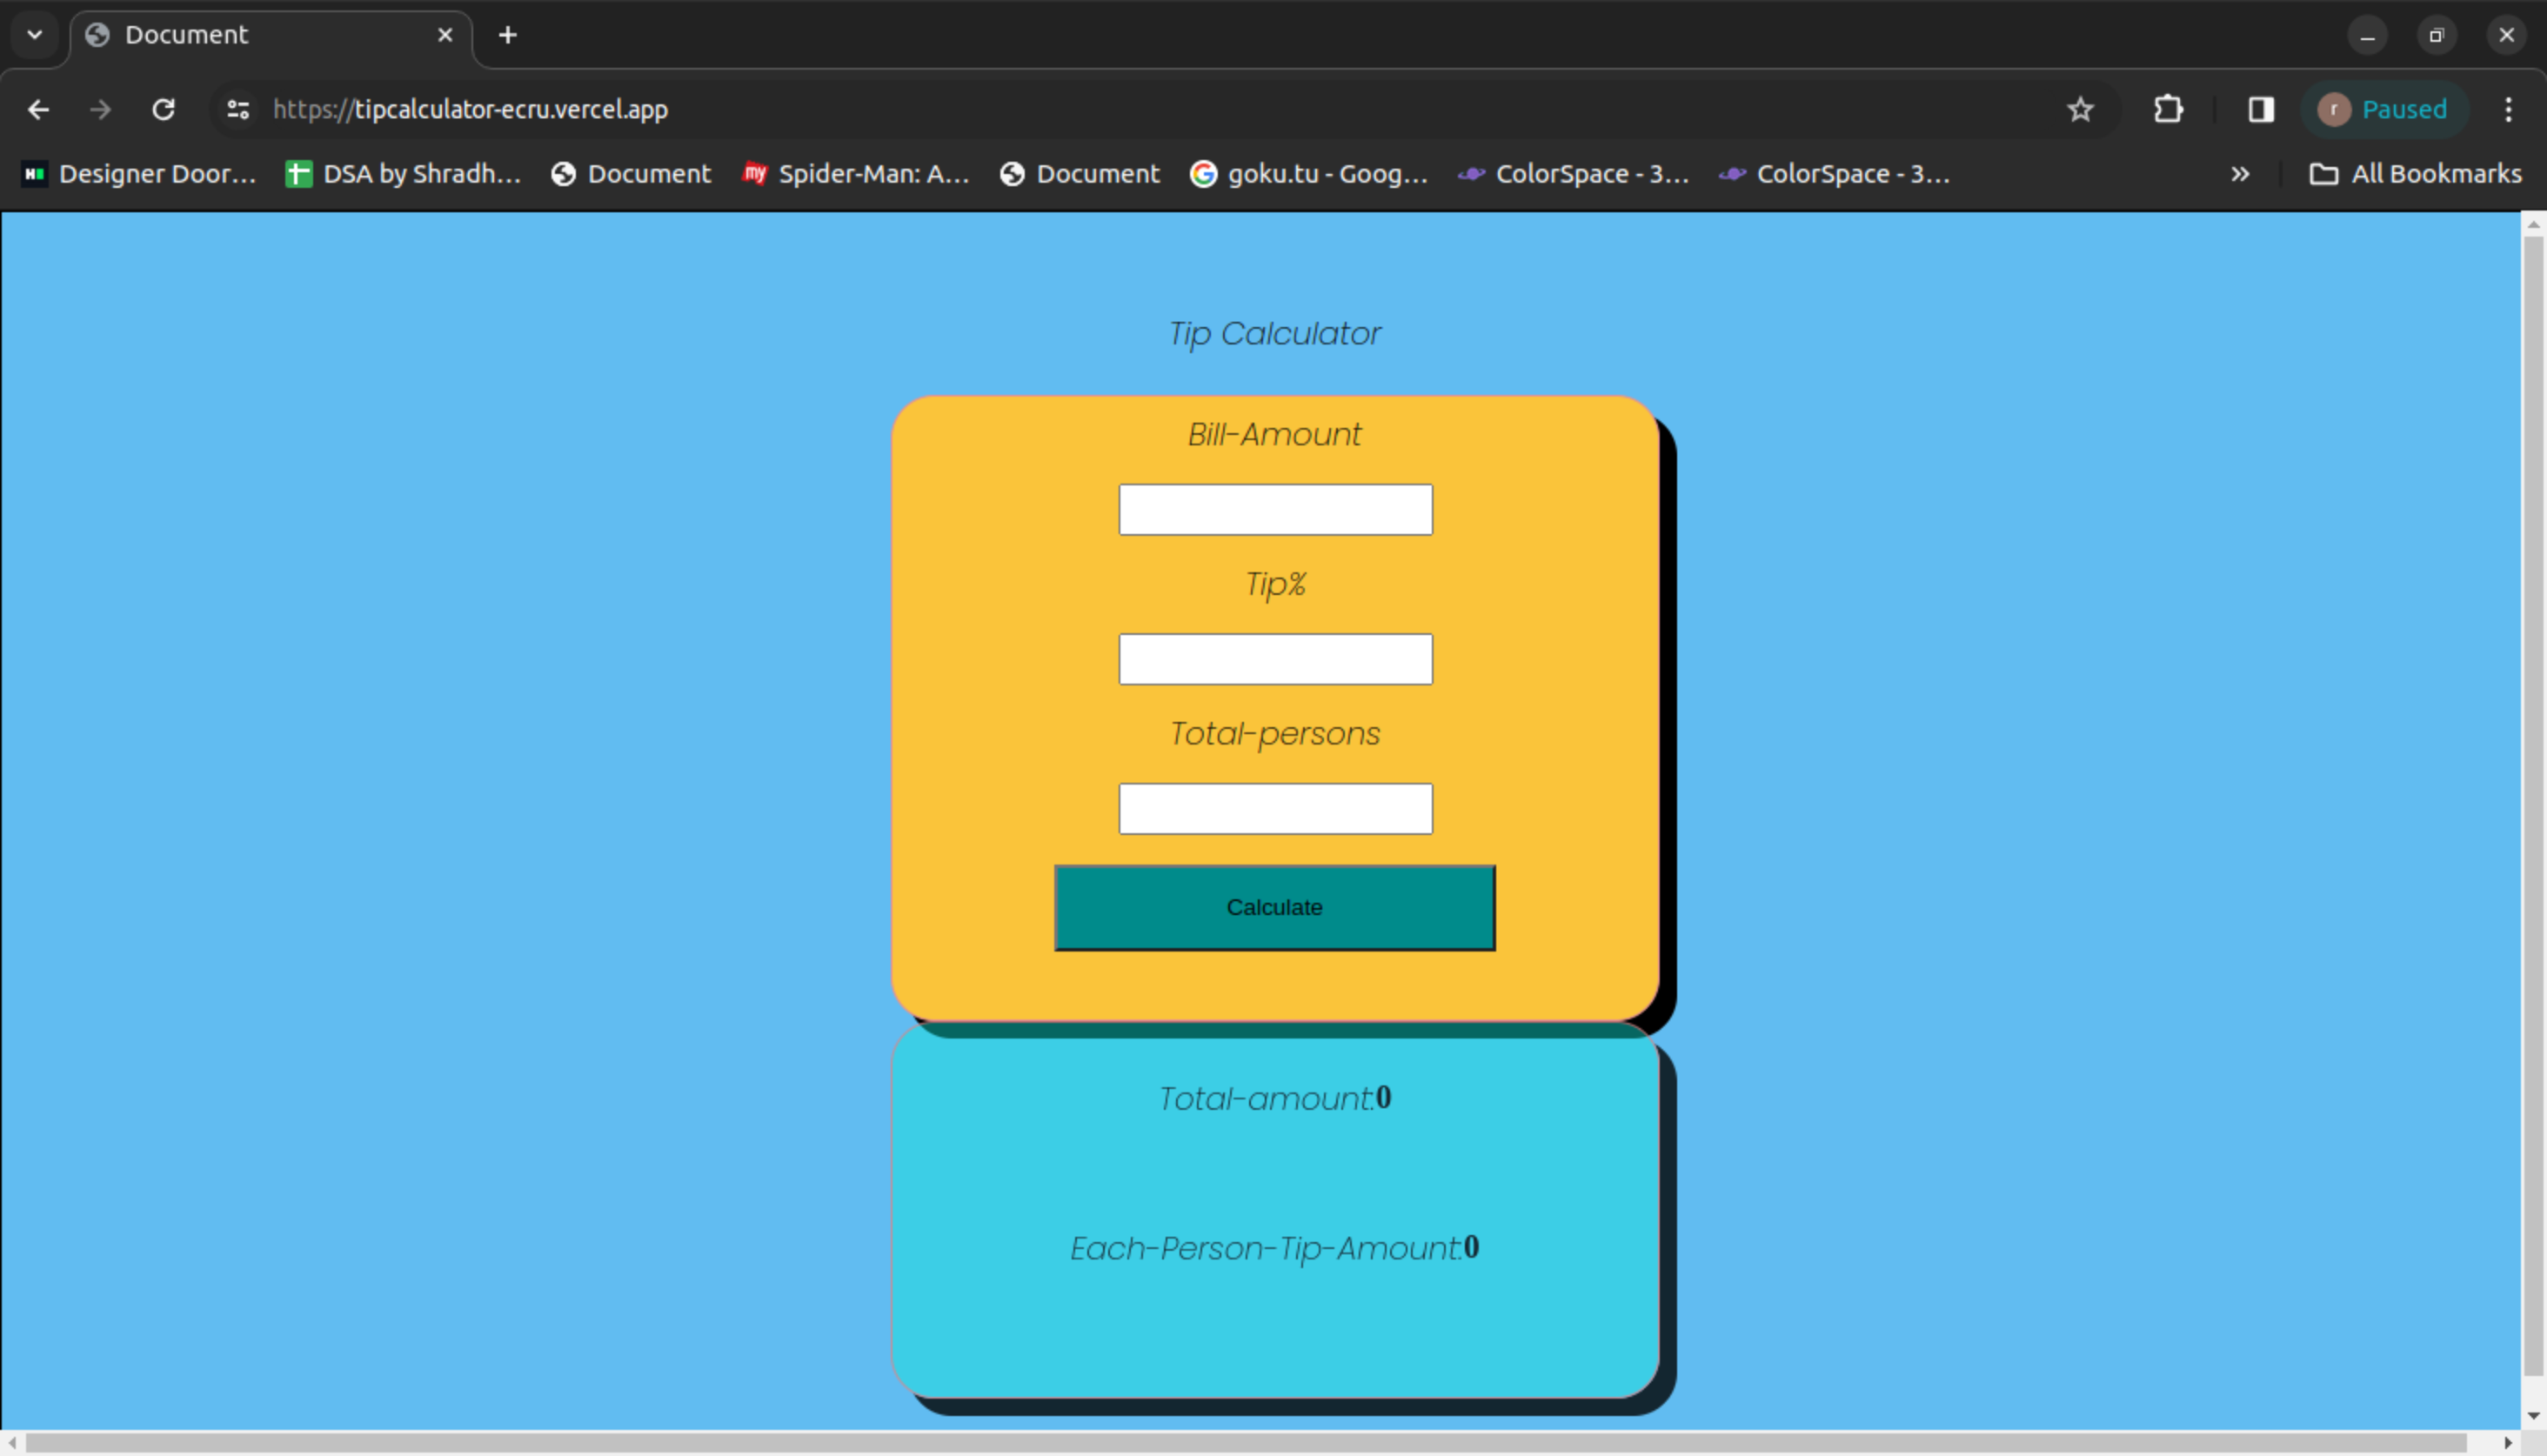 Document
https://tipcalculator-ecru.vercel.app
r Paused
Designer Door... DSA by Shradh... Document my Spider-Man: A... Document goku.tu - Goog... ColorSpace - 3... ColorSpace - 3... » All Bookmarks
Tip Calculator
Bill-Amount
Tip%
Total-persons
Calculate
Total-amount:0
Each-Person-Tip-Amount:0